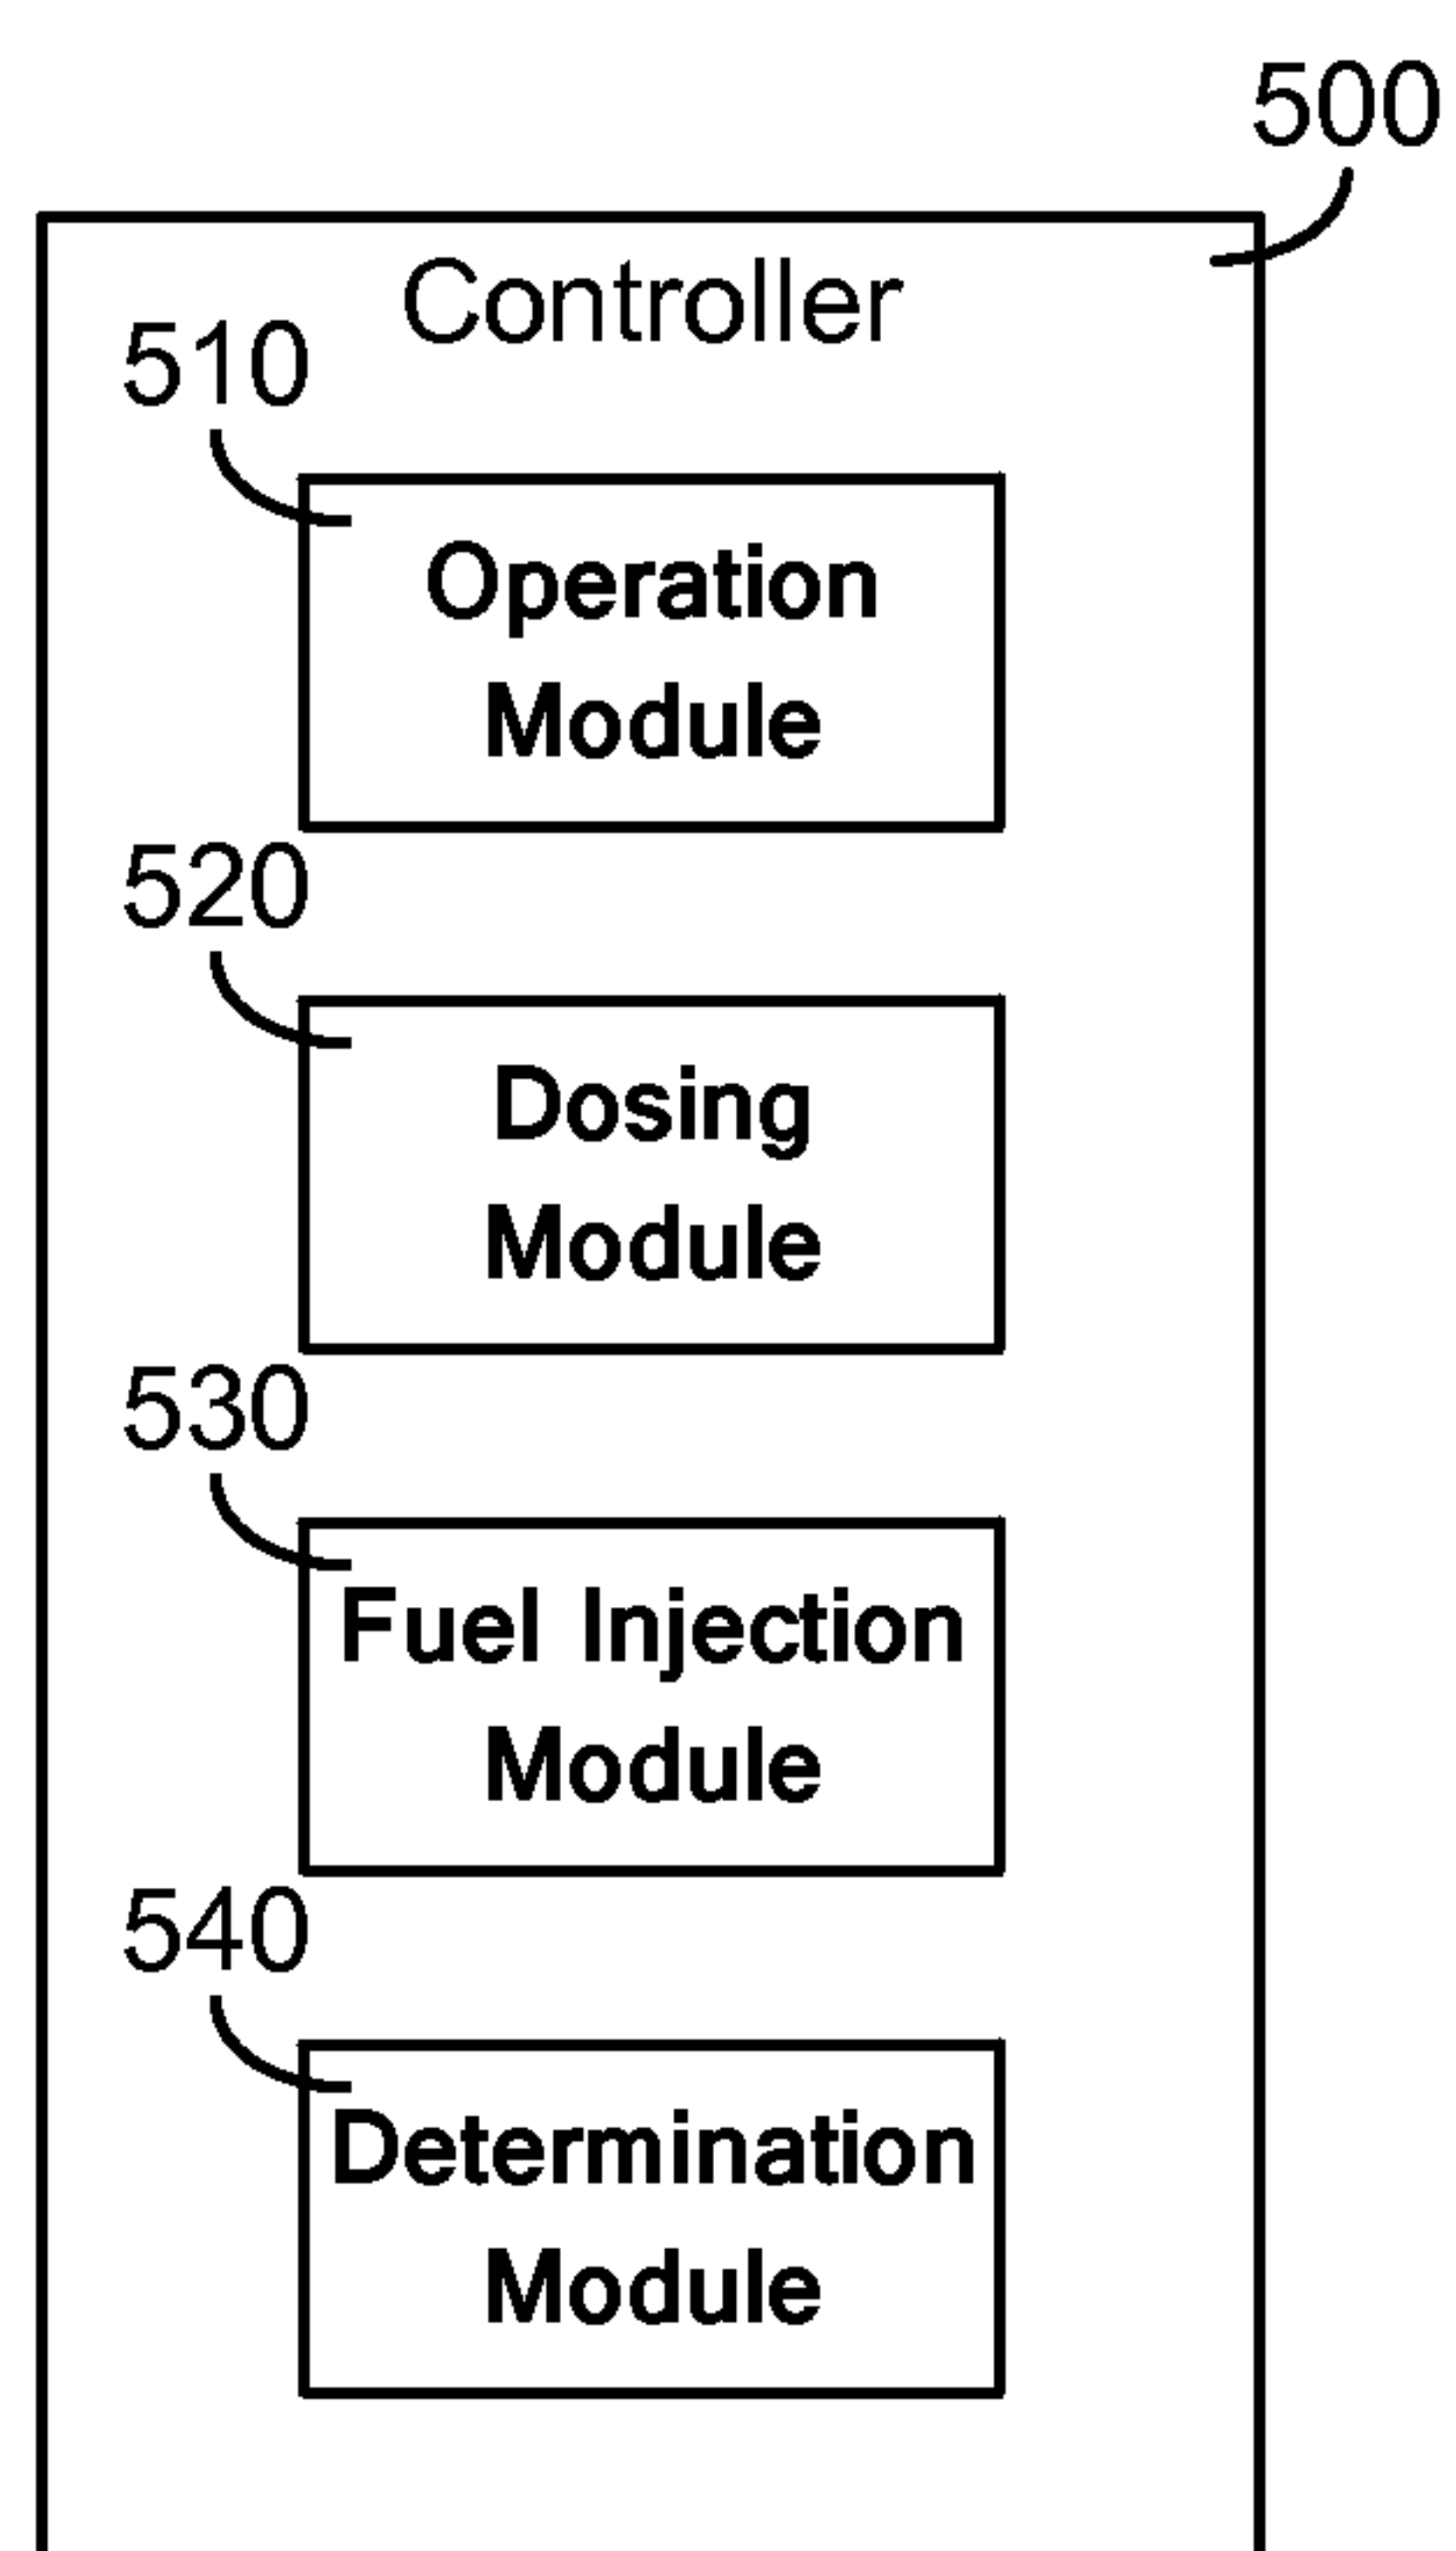 500
Controller
510
Operation
Module
520
Dosing
Module
530
Fuel Injection
Module
540
Determination
Module